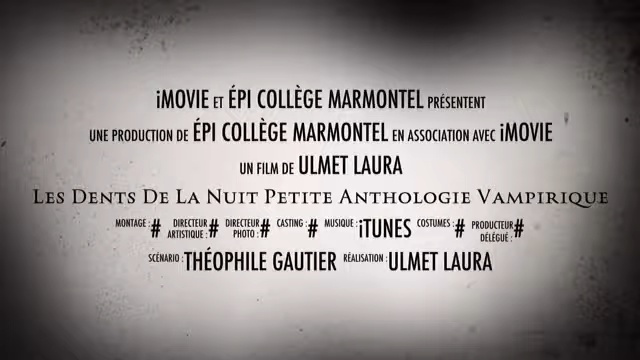 iMOVIE ET ÉPI COLLÈGE MARMONTEL PRÉSENTENT
UNE PRODUCTION DE ÉPI COLLÈGE MARMONTEL EN ASSOCIATION AVEC iMOVIE
UN FILM DE ULMET LAURA
LES DENTS DE LA NUIT PETITE ANTHOLOGIE VAMPIRIQUE
MONTAGE : # DIRECTEUR ARTISTIQUE : # DIRECTEUR PHOTO : # CASTING : # MUSIQUE : iTUNES COSTUMES : # PRODUCTEUR DÉLÉGUÉ : #
SCÉNARIO : THÉOPHILE GAUTIER RÉALISATION : ULMET LAURA